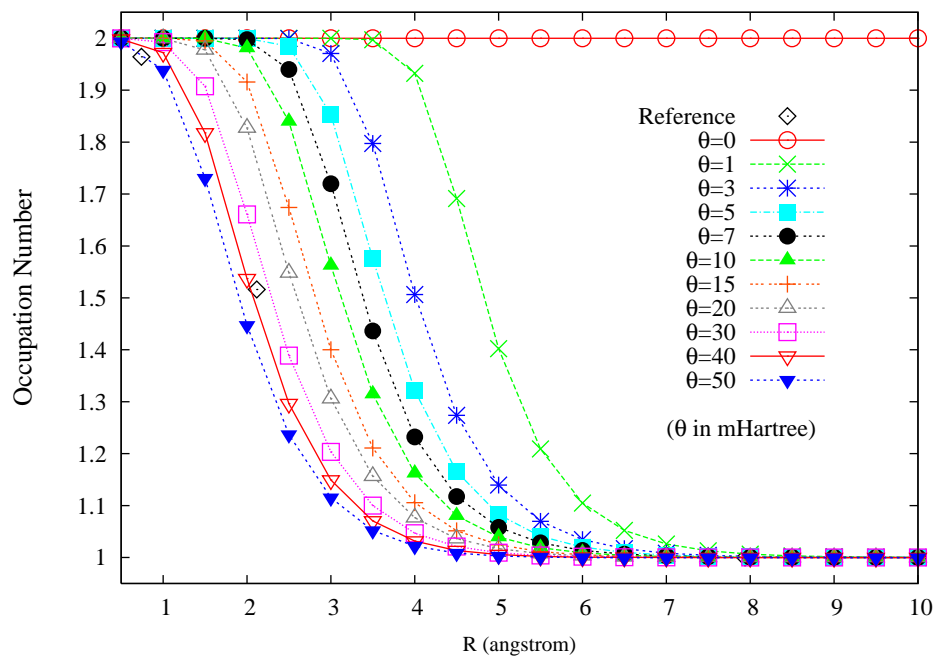 2
1.9
1.8
1.7
1.6
1.5
1.4
1.3
1.2
1.1
1
Occupation Number
Reference
θ=0
θ=1
θ=3
θ=5
θ=7
θ=10
θ=15
θ=20
θ=30
θ=40
θ=50
(θ in mHartree)
1 2 3 4 5 6 7 8 9 10
R (angstrom)